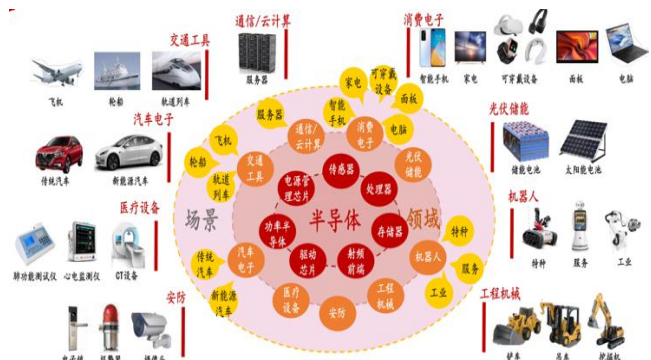 通信/云计算
服务器
消费电子
智能手机
家电
可穿戴设备
面板
电脑
交通工具
飞机
轮船
轨道列车
汽车电子
传统汽车
新能源汽车
医疗设备
肺功能测试仪
心电监测仪
CT设备
安防
光伏储能
储能电池
太阳能电池
机器人
特种
服务
工业
工程机械
铲车
吊车
挖掘机
家电
可穿戴
设备
面板
智能
手机
电脑
服务器
通信/
云计算
消费
电子
飞机
轮船
轨道
列车
交通
工具
光伏
储能
传感器
电源管
理芯片
处理器
场景
半导体
领域
功率半
导体
存储器
驱动
芯片
射频
前端
特种
服务
工业
机器人
传统
汽车
新能源
汽车
汽车
电子
医疗
设备
安防
工程
机械